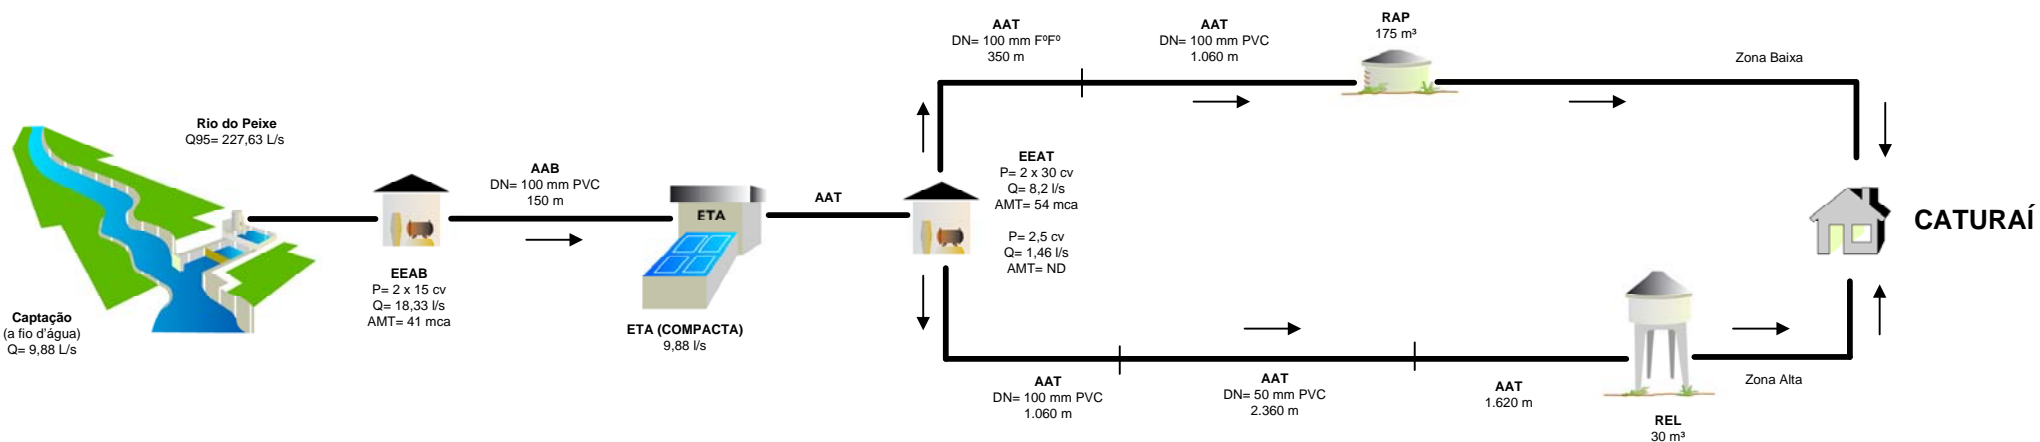 Rio do Peixe
Q95= 227,63 L/s
Captação
(a fio d'água)
Q= 9,88 L/s
EEAB
P= 2 x 15 cv
Q= 18,33 l/s
AMT= 41 mca
AAB
DN= 100 mm PVC
150 m
ETA
ETA (COMPACTA)
9,88 l/s
AAT
EEAT
P= 2 x 30 cv
Q= 8,2 l/s
AMT= 54 mca
P= 2,5 cv
Q= 1,46 l/s
AMT= ND
AAT
DN= 100 mm FºFº
350 m
AAT
DN= 100 mm PVC
1.060 m
RAP
175 m³
Zona Baixa
AAT
DN= 100 mm PVC
1.060 m
AAT
DN= 50 mm PVC
2.360 m
AAT
1.620 m
REL
30 m³
Zona Alta
CATURAÍ